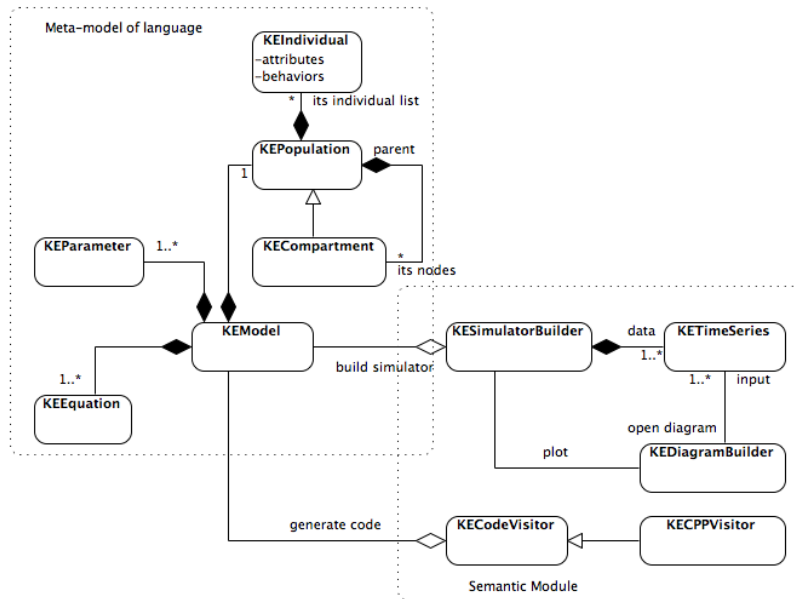 Meta-model of language
KEIndividual
-attributes
-behaviors
* its individual list
KEPopulation
parent
1
KEParameter
1..*
KECompartment
*
its nodes
KEModel
build simulator
KESimulatorBuilder
data
1..*
KETimeSeries
1..* input
1..*
KEEquation
open diagram
plot
KEDiagramBuilder
generate code
KECodeVisitor
KECPPVisitor
Semantic Module